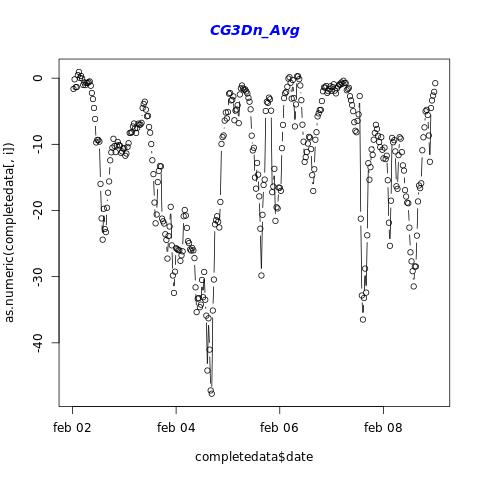 CG3Dn_Avg
as.numeric(completedata[, i])
0
-10
-20
-30
-40
feb 02
feb 04
feb 06
feb 08
completedata$date